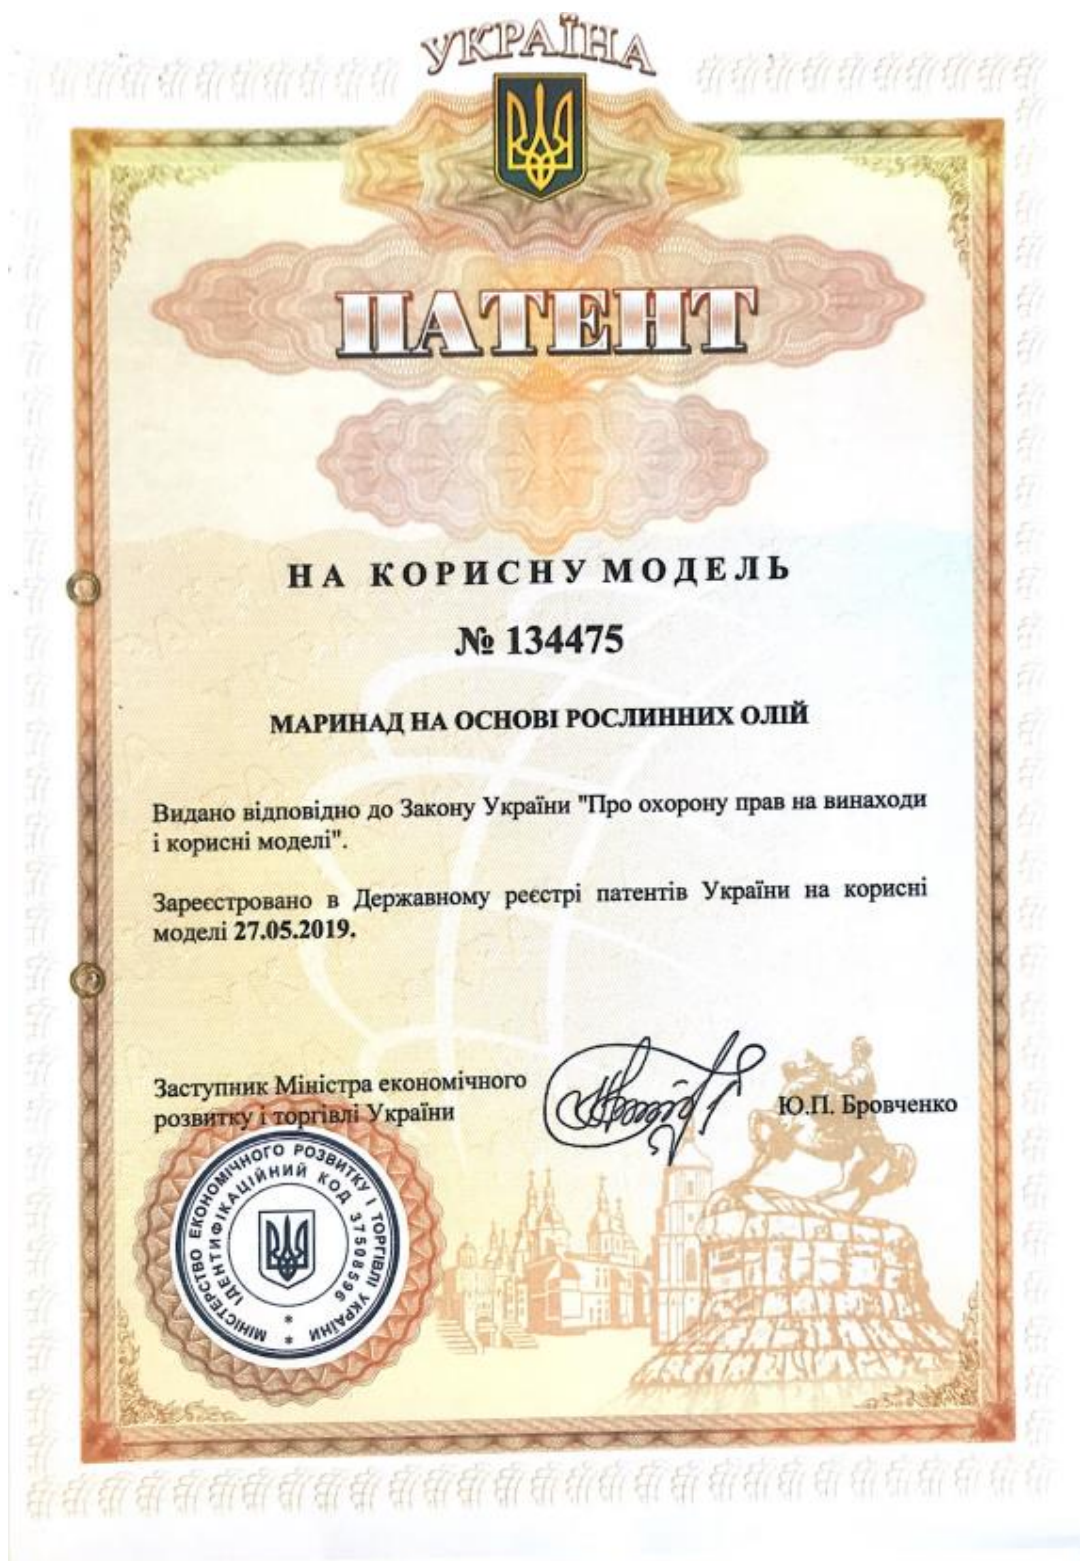 УКРАЇНА
ПАТЕНТ
НА КОРИСНУ МОДЕЛЬ
№ 134475
МАРИНАД НА ОСНОВІ РОСЛИННИХ ОЛІЙ
Видано відповідно до Закону України "Про охорону прав на винаходи
і корисні моделі".
Зареєстровано в Державному реєстрі патентів України на корисні
моделі 27.05.2019.
Заступник Міністра економічного
розвитку і торгівлі України
Ю.П. Бровченко
МІНІСТЕРСТВО ЕКОНОМІЧНОГО РОЗВИТКУ І ТОРГІВЛІ УКРАЇНИ
* ІДЕНТИФІКАЦІЙНИЙ КОД 37508596
*